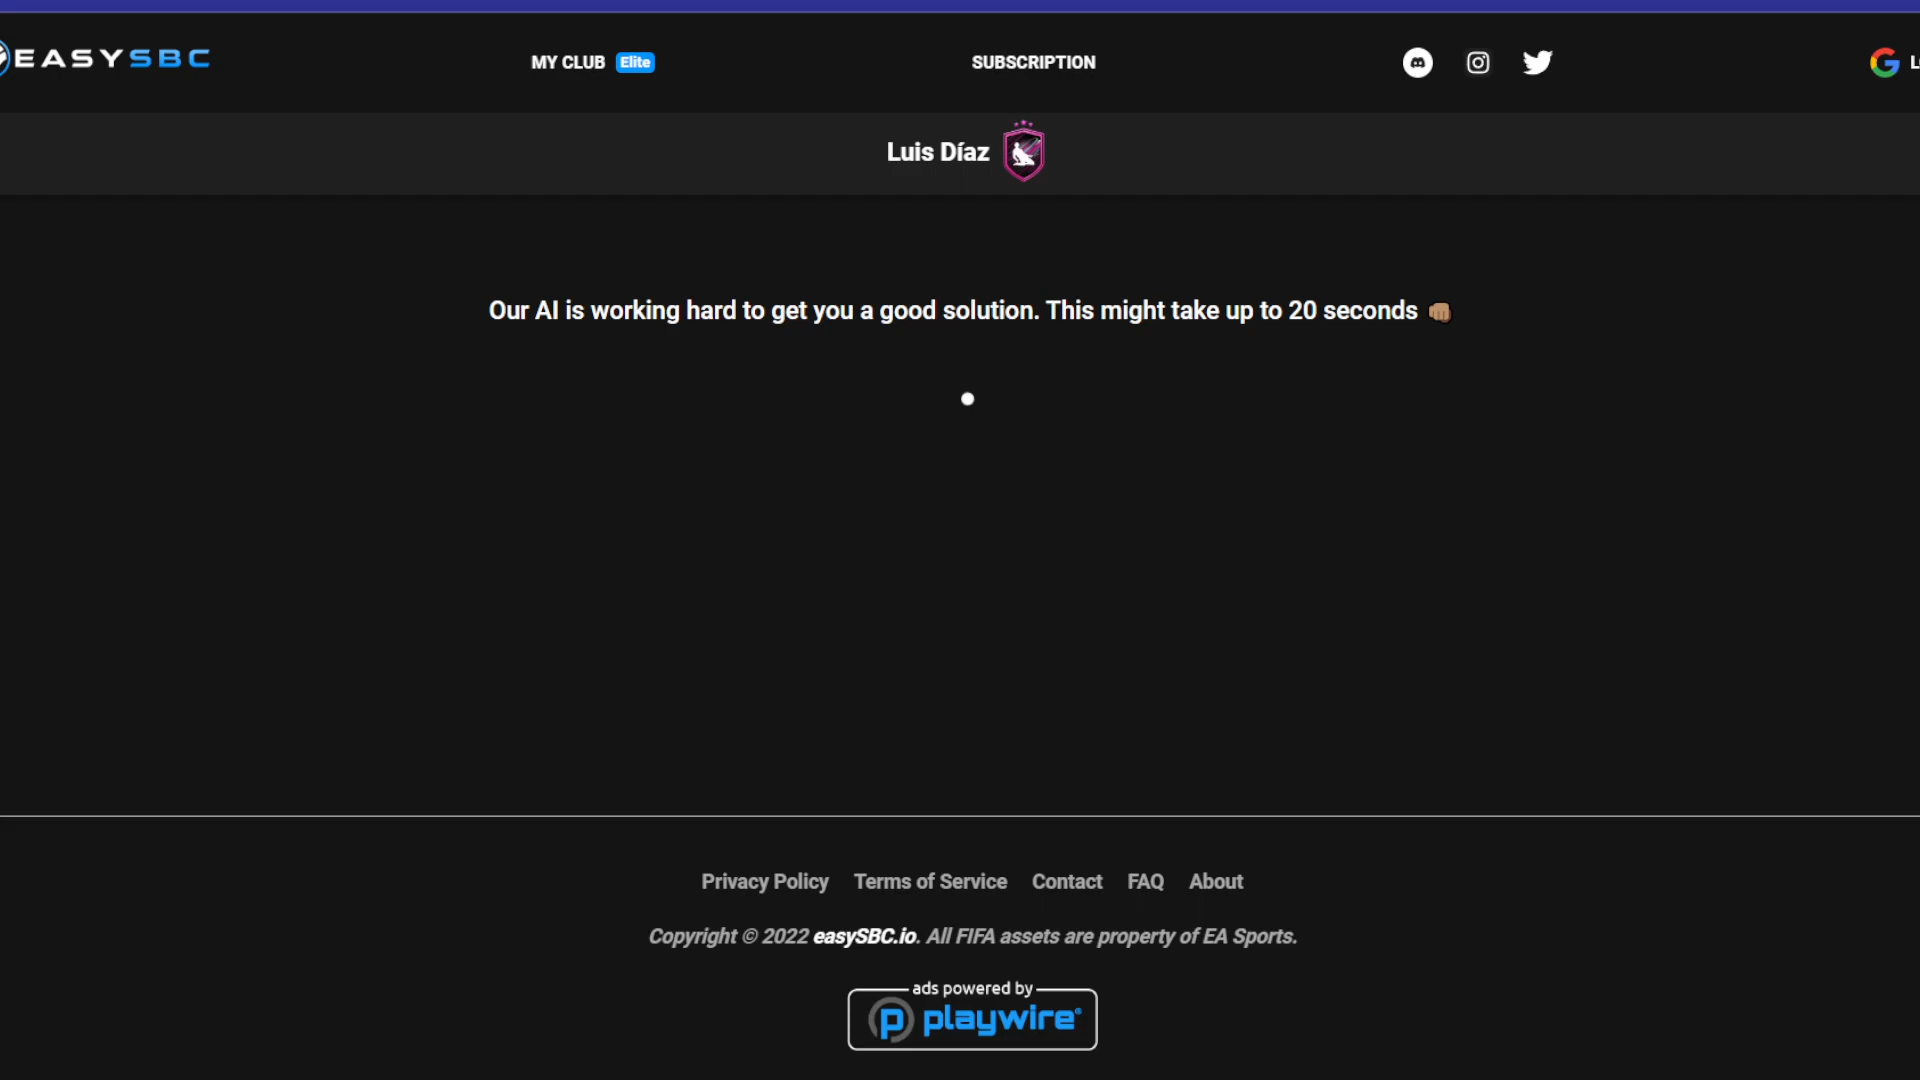 EASYSBC
MY CLUB Elite
SUBSCRIPTION
Luis Díaz
Our AI is working hard to get you a good solution. This might take up to 20 seconds 👊🏽
Privacy Policy Terms of Service Contact FAQ About
Copyright © 2022 easySBC.io. All FIFA assets are property of EA Sports.
ads powered by
playwire®